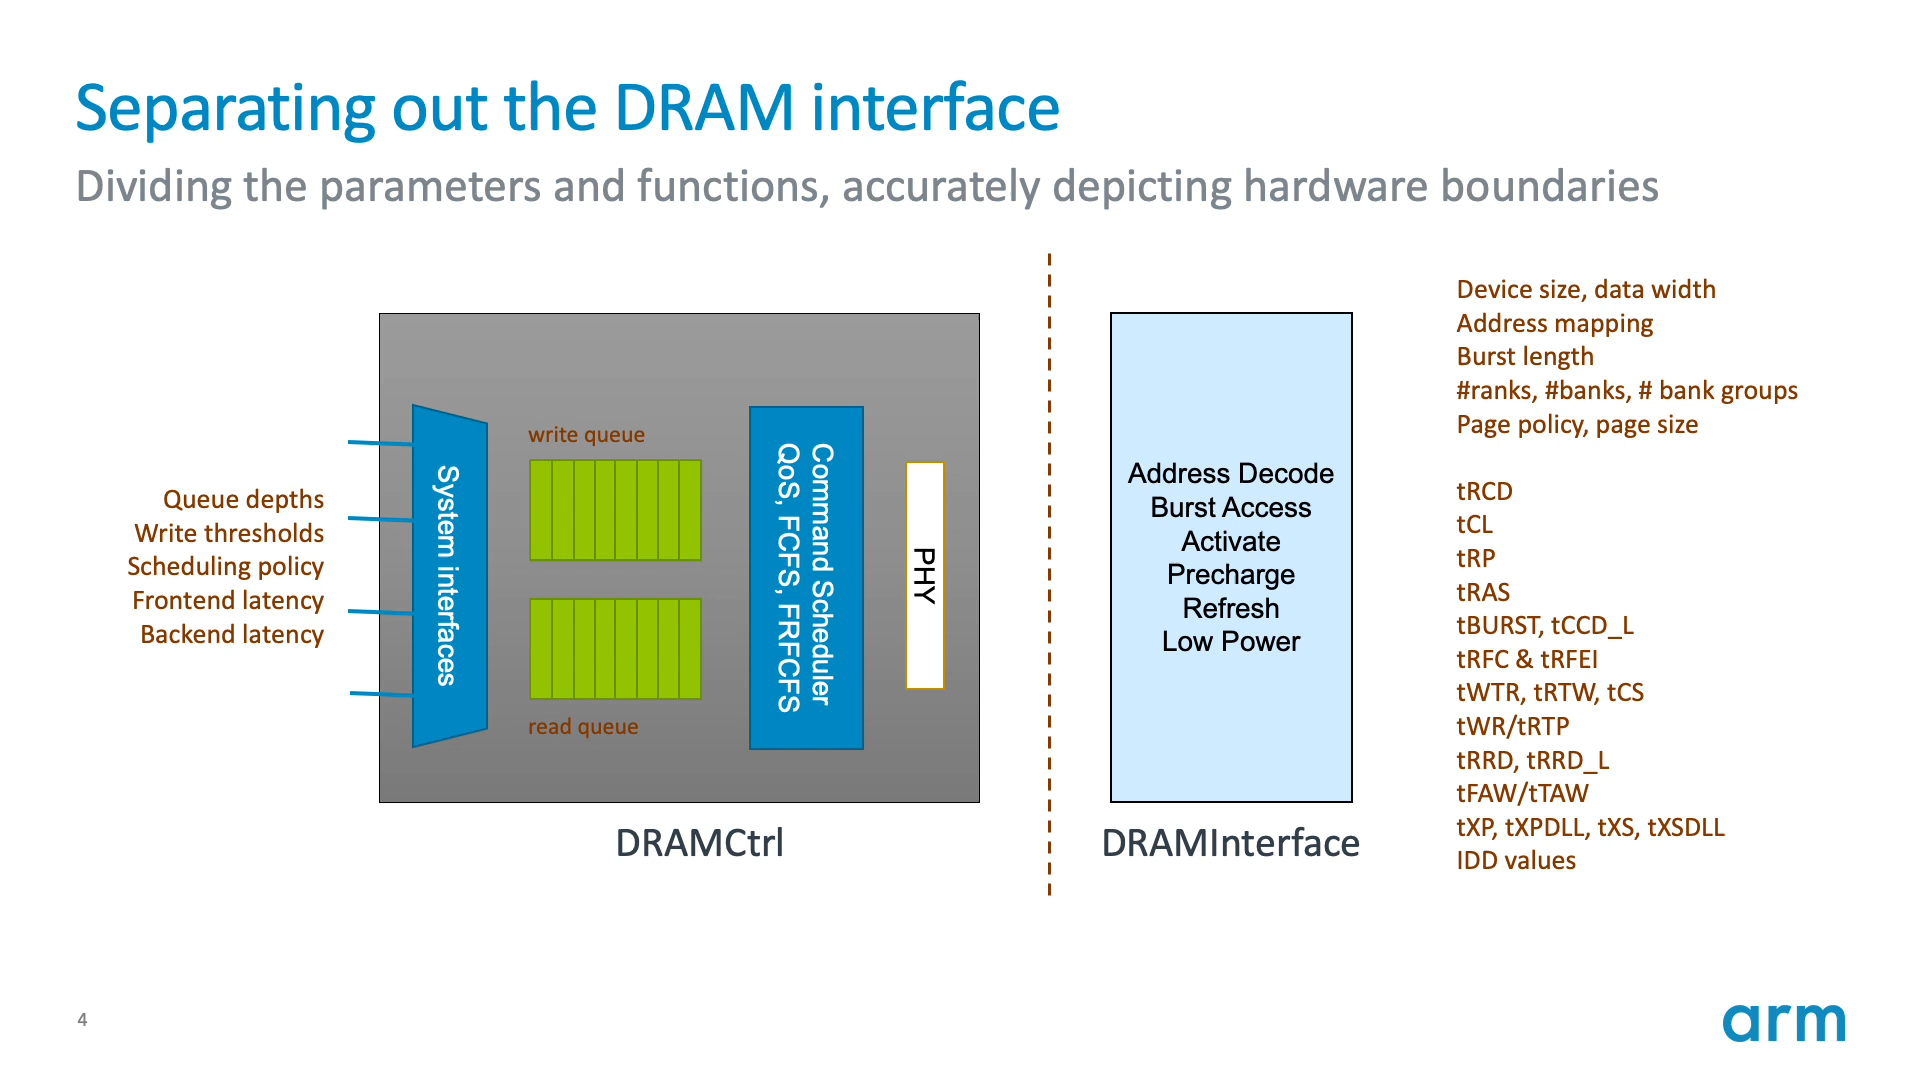 Separating out the DRAM interface
Dividing the parameters and functions, accurately depicting hardware boundaries
Queue depths
Write thresholds
Scheduling policy
Frontend latency
Backend latency
System interfaces
write queue
read queue
Command Scheduler
QoS, FCFS, FRFCFS
PHY
DRAMCtrl
Address Decode
Burst Access
Activate
Precharge
Refresh
Low Power
DRAMInterface
Device size, data width
Address mapping
Burst length
#ranks, #banks, # bank groups
Page policy, page size
tRCD
tCL
tRP
tRAS
tBURST, tCCD_L
tRFC & tRFEI
tWTR, tRTW, tCS
tWR/tRTP
tRRD, tRRD_L
tFAW/tTAW
tXP, tXPDLL, tXS, tXSDLL
IDD values
4
arm